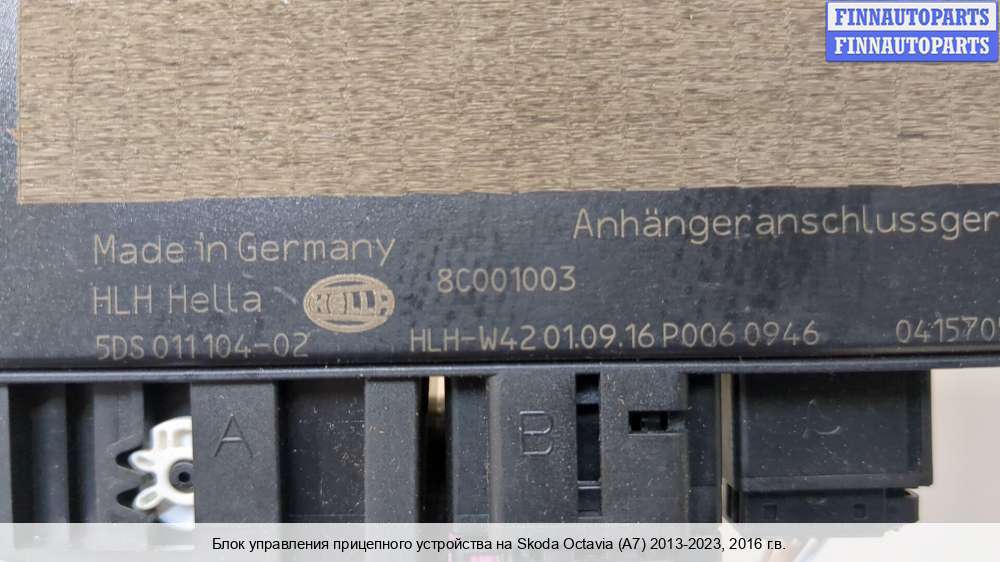 FINNAUTOPARTS
FINNAUTOPARTS
Anhängeranschlussger
Made in Germany
8C001003
HLH Hella
HELLA
5DS 011 104-02
HLH-W42 01.09.16 P006 0946
0415701
A
B
C
Блок управления прицепного устройства на Skoda Octavia (A7) 2013-2023, 2016 г.в.